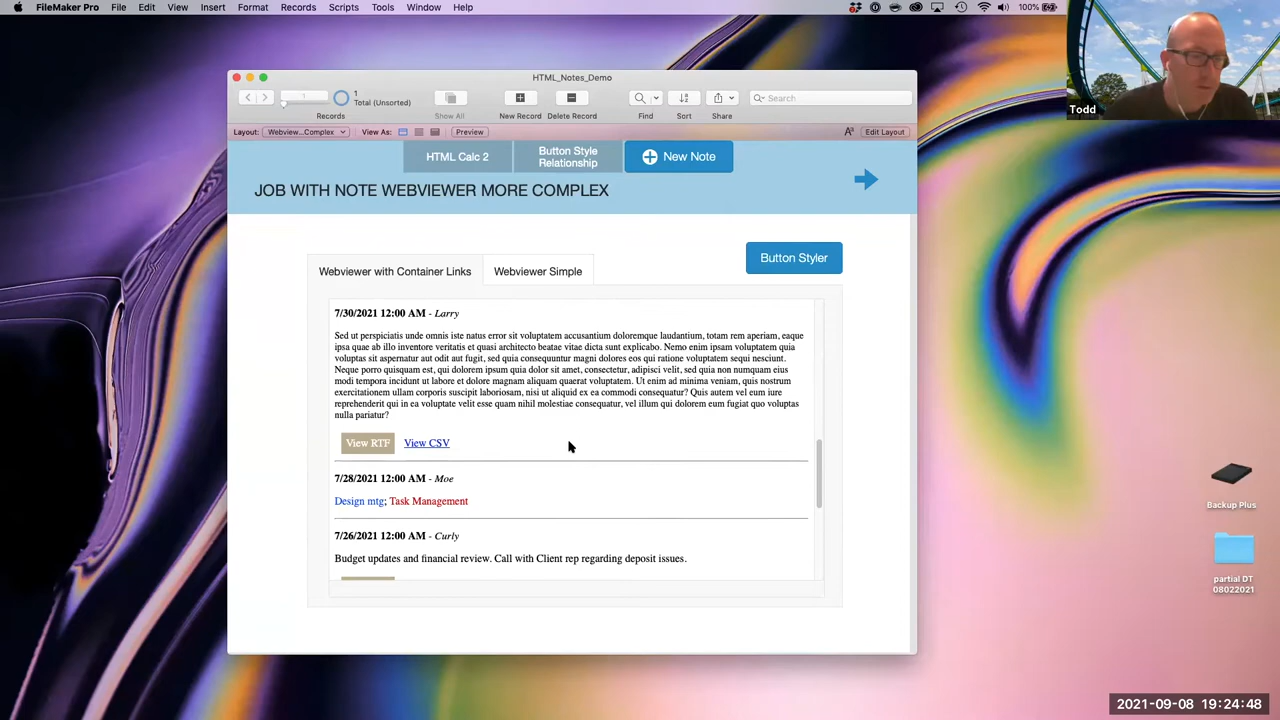 FileMaker Pro File Edit View Insert Format Records Scripts Tools Window Help 100%
Todd
HTML_Notes_Demo
1
1
Total (Unsorted)
Search
Records Show All New Record Delete Record Find Sort Share
Layout: Webview...Complex View As: Preview Edit Layout
HTML Calc 2
Button Style
Relationship
New Note
JOB WITH NOTE WEBVIEWER MORE COMPLEX
Button Styler
Webviewer with Container Links Webviewer Simple
7/30/2021 12:00 AM - Larry
Sed ut perspiciatis unde omnis iste natus error sit voluptatem accusantium doloremque laudantium, totam rem aperiam, eaque
ipsa quae ab illo inventore veritatis et quasi architecto beatae vitae dicta sunt explicabo. Nemo enim ipsam voluptatem quia
voluptas sit aspernatur aut odit aut fugit, sed quia consequuntur magni dolores eos qui ratione voluptatem sequi nesciunt.
Neque porro quisquam est, qui dolorem ipsum quia dolor sit amet, consectetur, adipisci velit, sed quia non numquam eius
modi tempora incidunt ut labore et dolore magnam aliquam quaerat voluptatem. Ut enim ad minima veniam, quis nostrum
exercitationem ullam corporis suscipit laboriosam, nisi ut aliquid ex ea commodi consequatur? Quis autem vel eum iure
reprehenderit qui in ea voluptate velit esse quam nihil molestiae consequatur, vel illum qui dolorem eum fugiat quo voluptas
nulla pariatur?
View RTF View CSV
7/28/2021 12:00 AM - Moe
Design mtg; Task Management
7/26/2021 12:00 AM - Curly
Budget updates and financial review. Call with Client rep regarding deposit issues.
Backup Plus
partial DT
08022021
2021-09-08 19:24:48